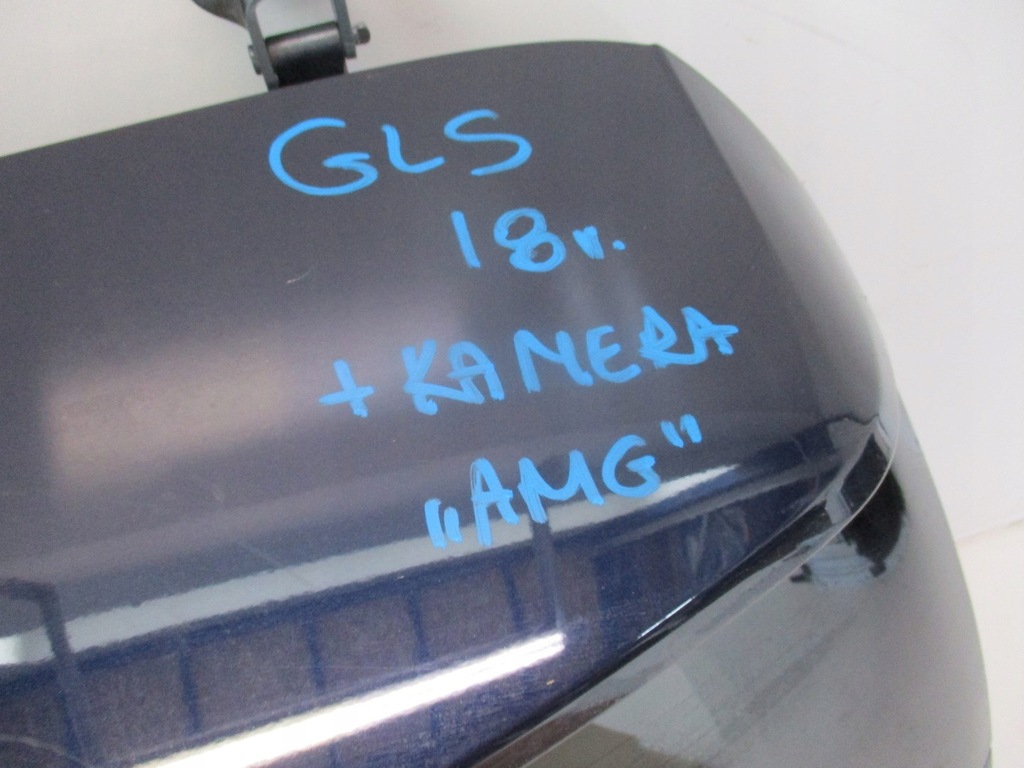 GLS
18r.
+ KAMERA
„AMG"